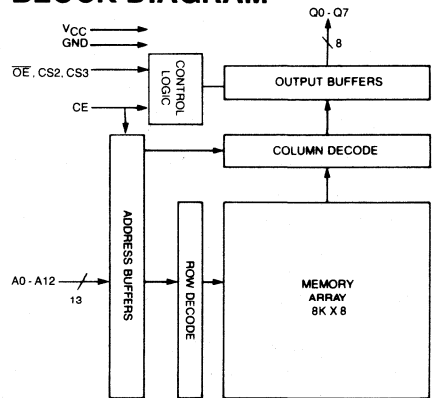 BLOCK DIAGRAM
Q0 - Q7
8
VCC
GND
OE, CS2, CS3
CE
CONTROL
LOGIC
OUTPUT BUFFERS
COLUMN DECODE
ADDRESS BUFFERS
ROW DECODE
A0 - A12
13
MEMORY
ARRAY
8K X 8